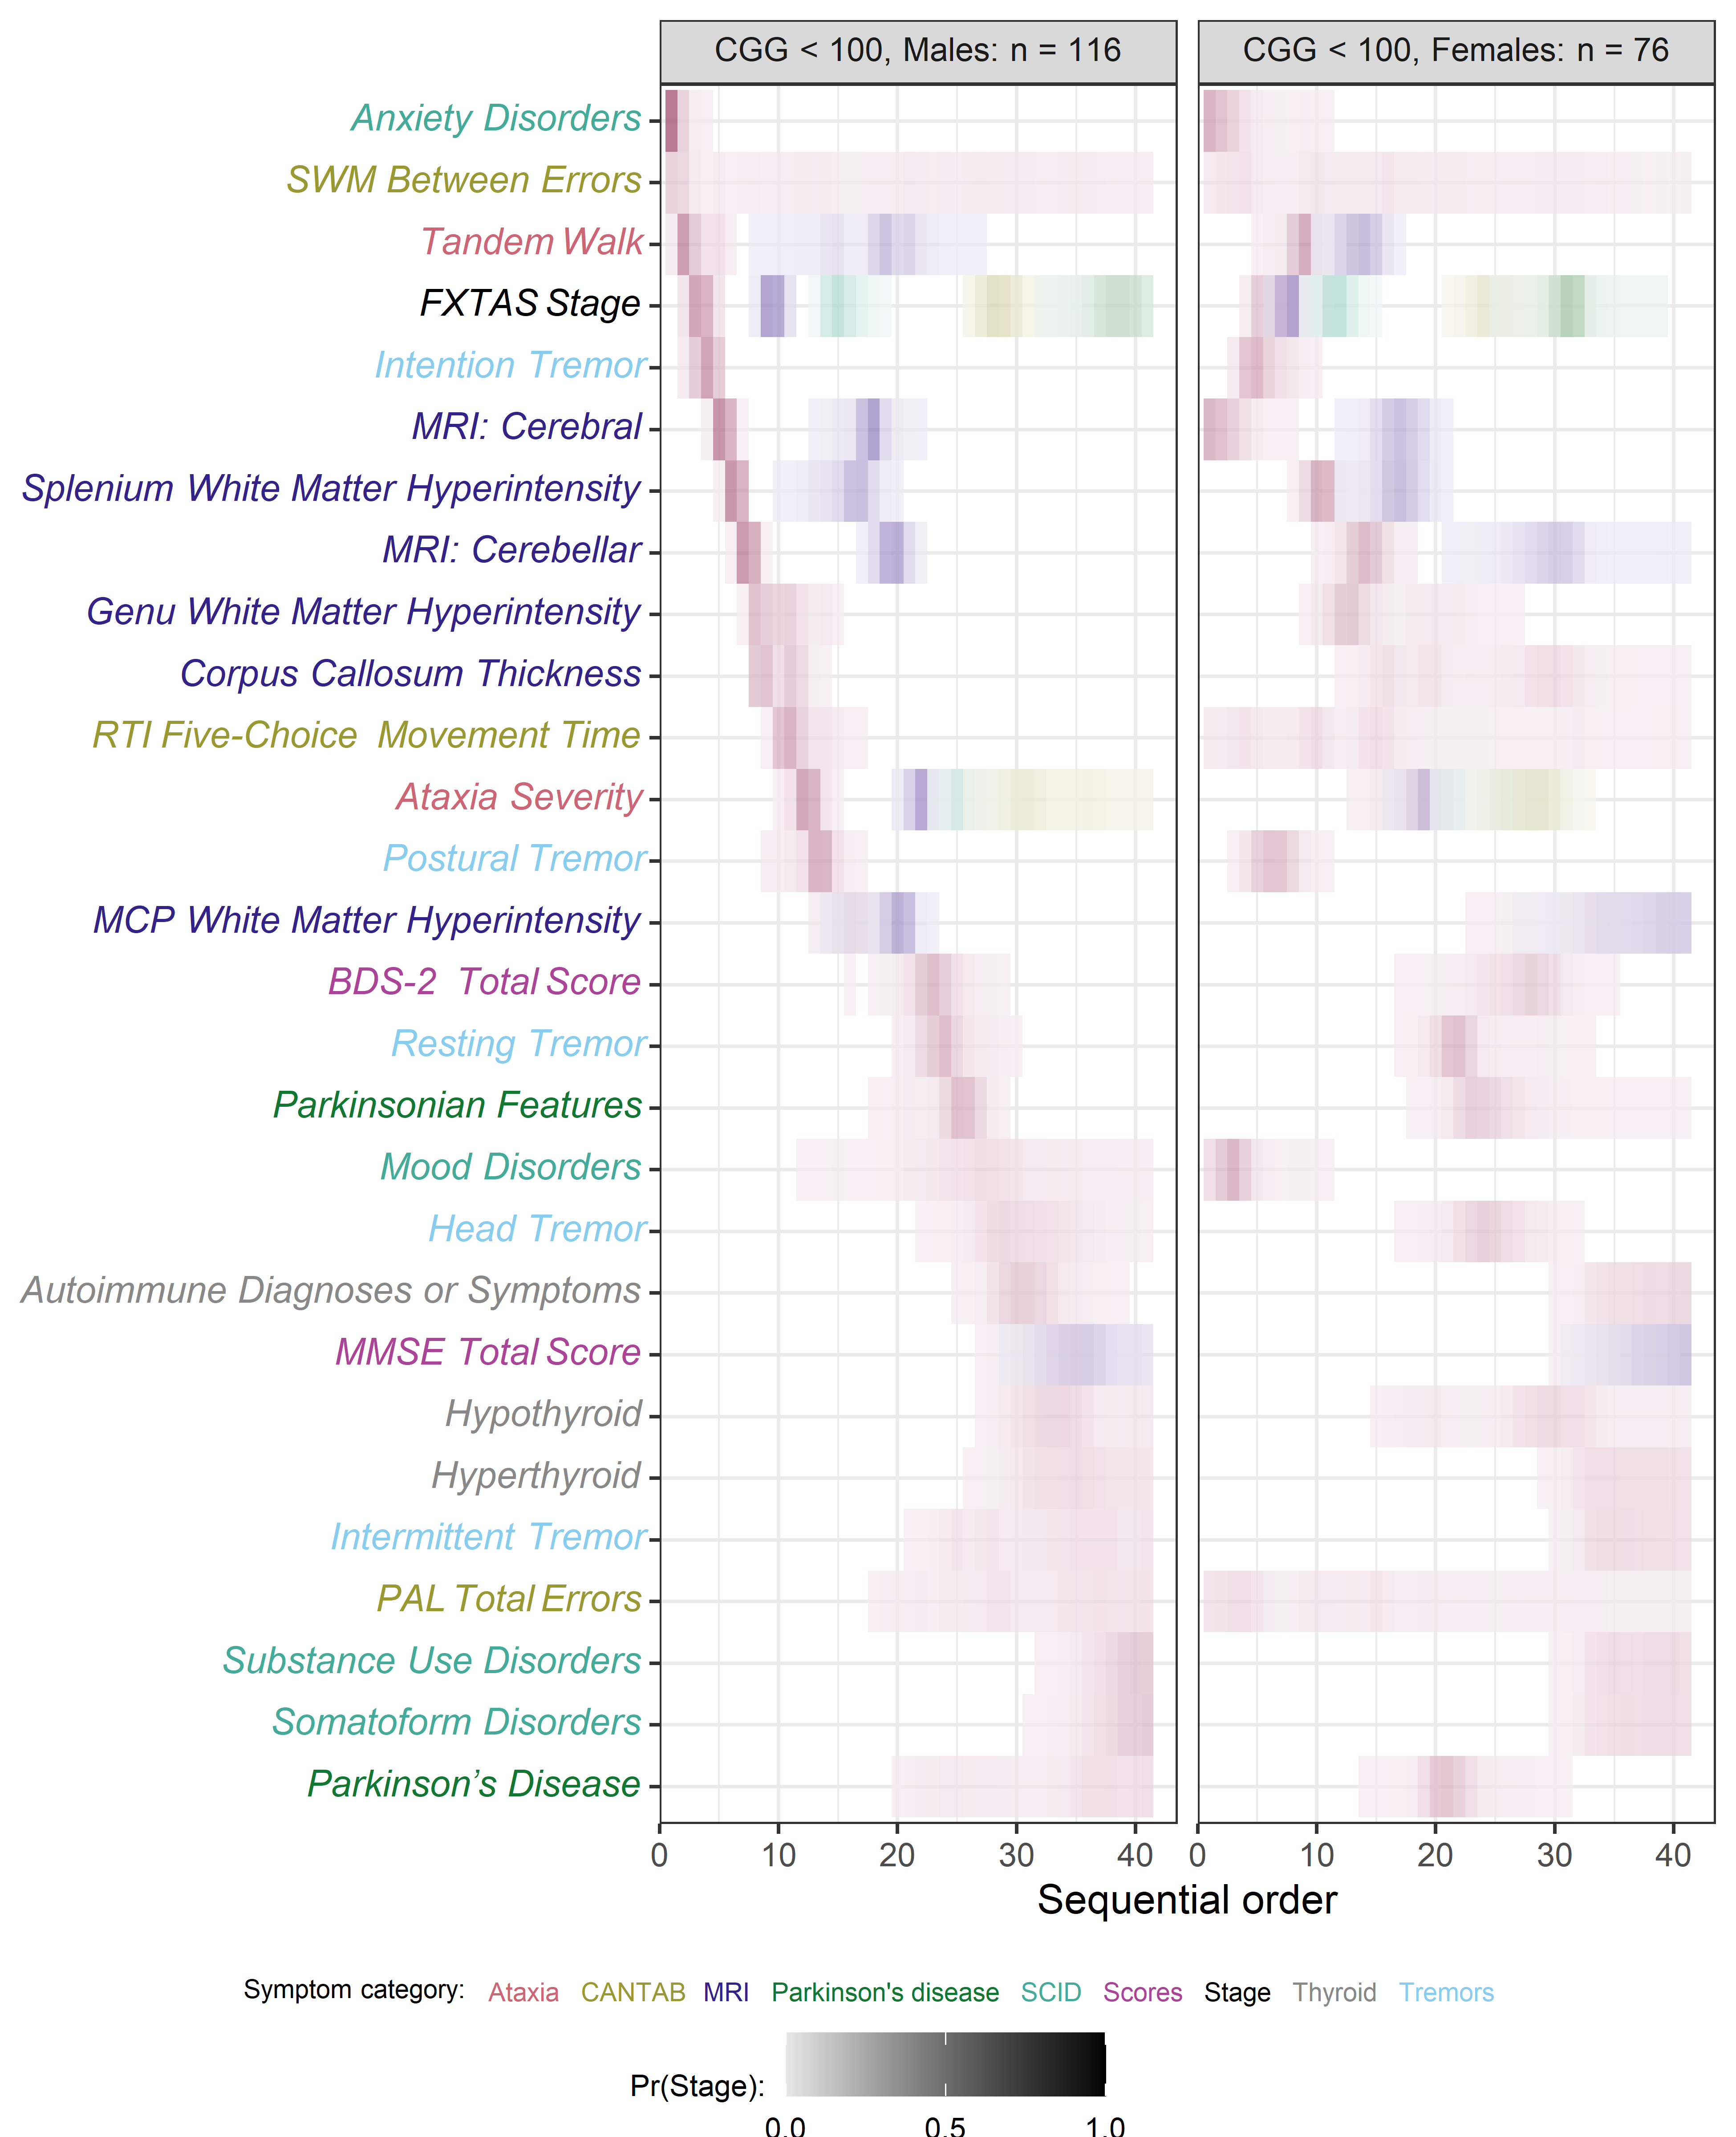 CGG < 100, Males: n = 116
CGG < 100, Females: n = 76
Anxiety Disorders
SWM Between Errors
Tandem Walk
FXTAS Stage
Intention Tremor
MRI: Cerebral
Splenium White Matter Hyperintensity
MRI: Cerebellar
Genu White Matter Hyperintensity
Corpus Callosum Thickness
RTI Five-Choice Movement Time
Ataxia Severity
Postural Tremor
MCP White Matter Hyperintensity
BDS-2 Total Score
Resting Tremor
Parkinsonian Features
Mood Disorders
Head Tremor
Autoimmune Diagnoses or Symptoms
MMSE Total Score
Hypothyroid
Hyperthyroid
Intermittent Tremor
PAL Total Errors
Substance Use Disorders
Somatoform Disorders
Parkinson’s Disease
0 10 20 30 40
0 10 20 30 40
Sequential order
Symptom category: Ataxia CANTAB MRI Parkinson's disease SCID Scores Stage Thyroid Tremors
Pr(Stage):
0.0 0.5 1.0